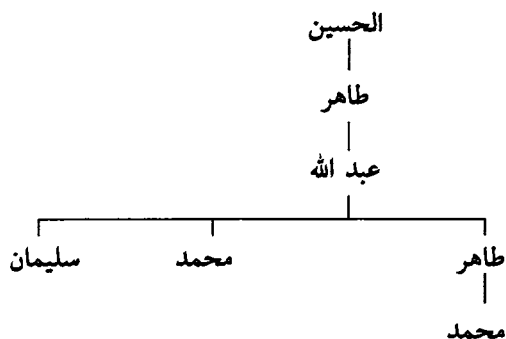 الحسين
طاهر
عبد الله
طاهر محمد سليمان
محمد